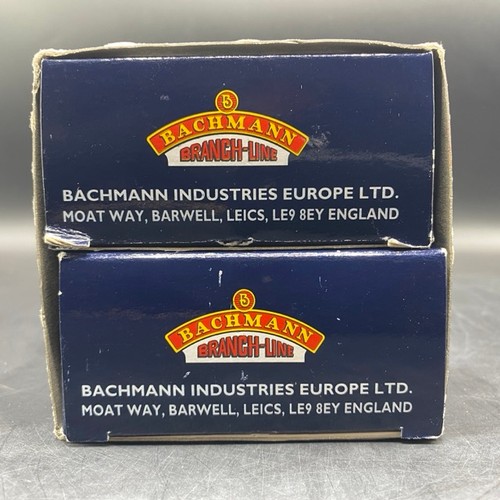 B
BACHMANN
BRANCH-LINE
BACHMANN INDUSTRIES EUROPE LTD.
MOAT WAY, BARWELL, LEICS, LE9 8EY ENGLAND
B
BACHMANN
BRANCH-LINE
BACHMANN INDUSTRIES EUROPE LTD.
MOAT WAY, BARWELL, LEICS, LE9 8EY ENGLAND